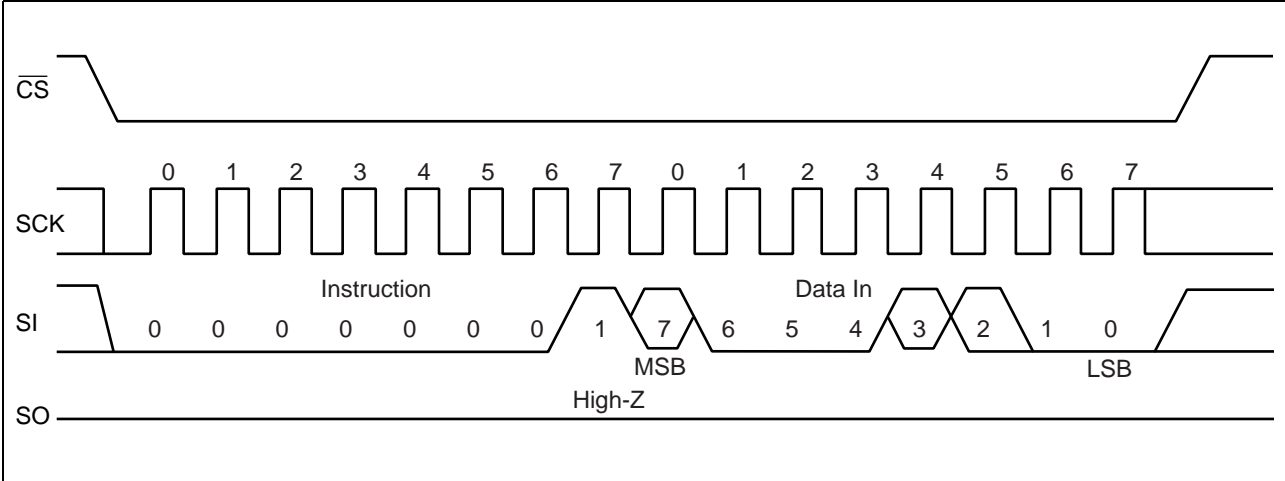 CS
0 1 2 3 4 5 6 7 0 1 2 3 4 5 6 7
SCK
Instruction Data In
SI
0 0 0 0 0 0 0 1 7 6 5 4 3 2 1 0
MSB LSB
High-Z
SO